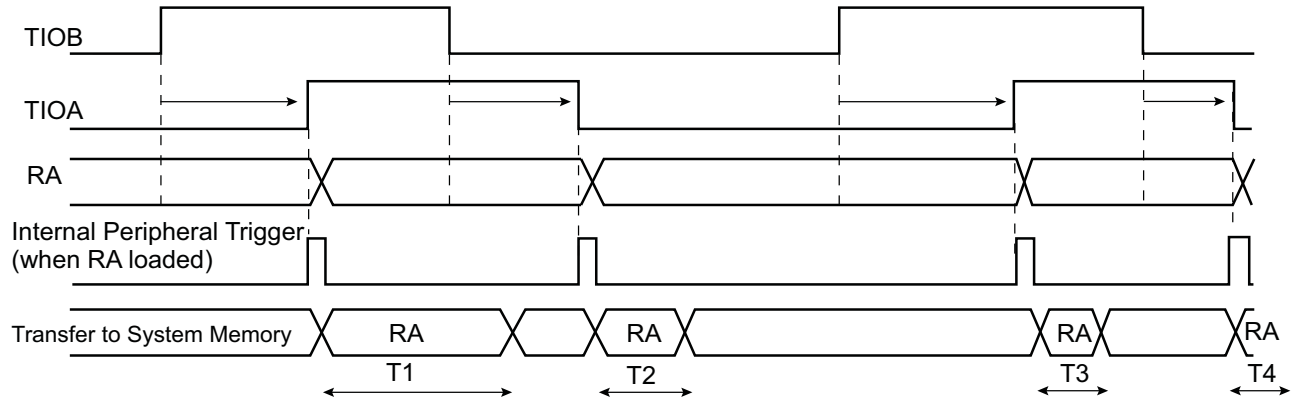 TIOB
TIOA
RA
Internal Peripheral Trigger
(when RA loaded)
Transfer to System Memory
RA
RA
RA
RA
T1
T2
T3
T4